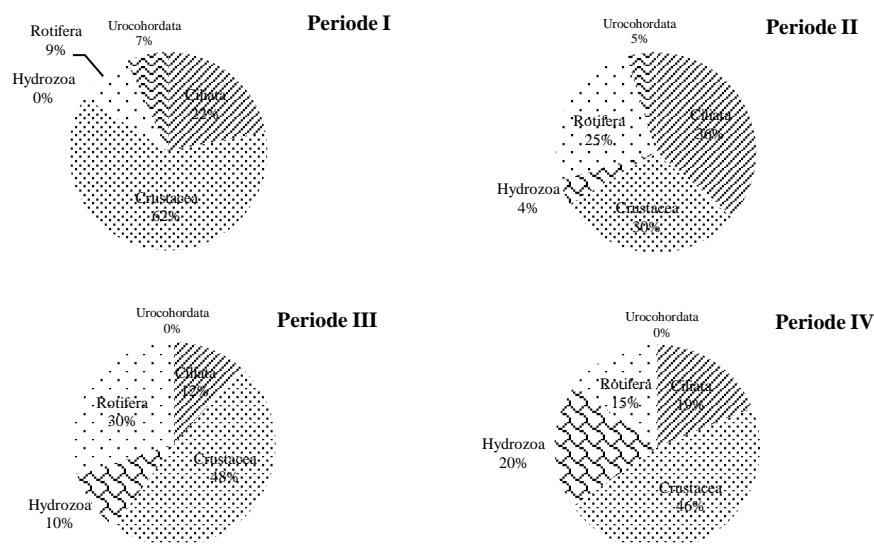 Periode I
Urocohordata
7%
Rotifera
9%
Hydrozoa
0%
Ciliata
22%
Crustacea
62%
Periode II
Urocohordata
5%
Ciliata
36%
Rotifera
25%
Hydrozoa
4%
Crustacea
30%
Periode III
Urocohordata
0%
Ciliata
12%
Rotifera
30%
Crustacea
48%
Hydrozoa
10%
Periode IV
Urocohordata
0%
Rotifera
15%
Ciliata
19%
Hydrozoa
20%
Crustacea
46%